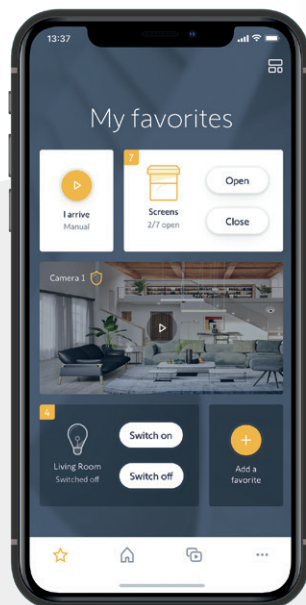 13:37
My favorites
7
I arrive
Manual
Screens
2/7 open
Open
Close
Camera 1
4
Living Room
Switched off
Switch on
Switch off
Add a
favorite